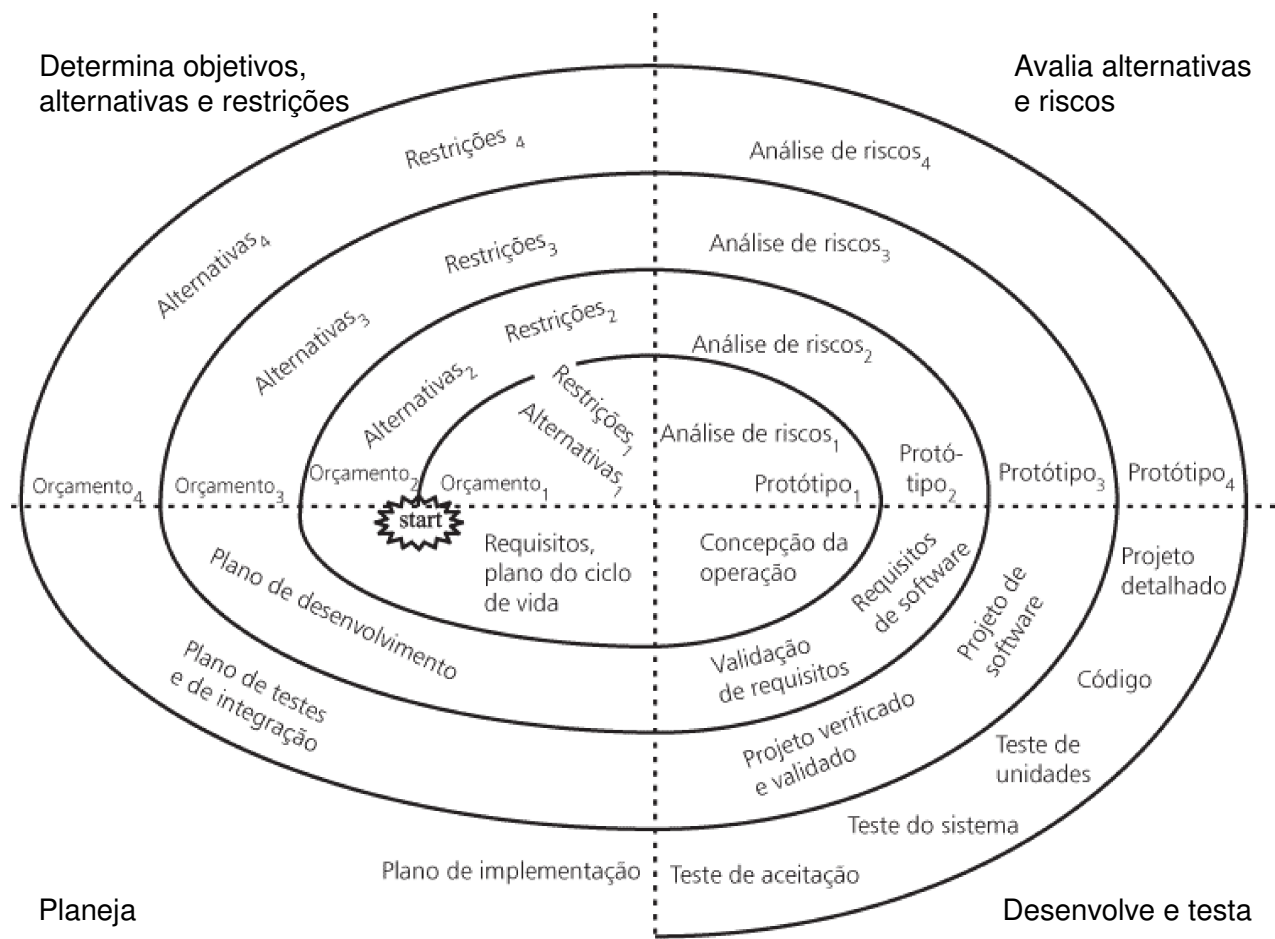 Determina objetivos,
alternativas e restrições
Avalia alternativas
e riscos
Restrições 4
Análise de riscos4
Alternativas4
Restrições3
Análise de riscos3
Alternativas3
Restrições2
Análise de riscos2
Alternativas2
Restrições1
Alternativas1
Análise de riscos1
Orçamento4
Orçamento3
Orçamento2
Orçamento1
Protótipo1
Protó-
tipo2
Protótipo3
Protótipo4
start
Requisitos,
plano do ciclo
de vida
Concepção da
operação
Requisitos
de software
Projeto de
software
Projeto
detalhado
Plano de desenvolvimento
Validação
de requisitos
Código
Plano de testes
e de integração
Projeto verificado
e validado
Teste de
unidades
Teste do sistema
Plano de implementação
Teste de aceitação
Planeja
Desenvolve e testa